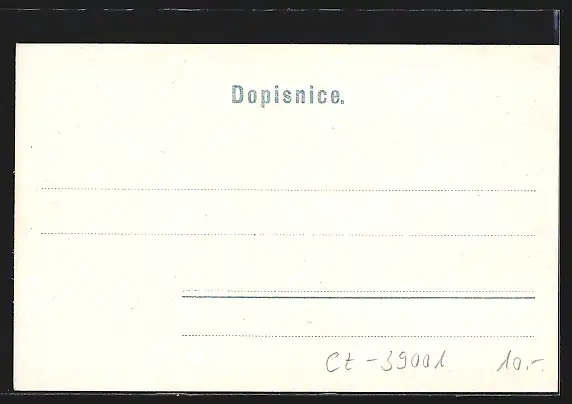 Dopisnice.
Ct-39001 10.-